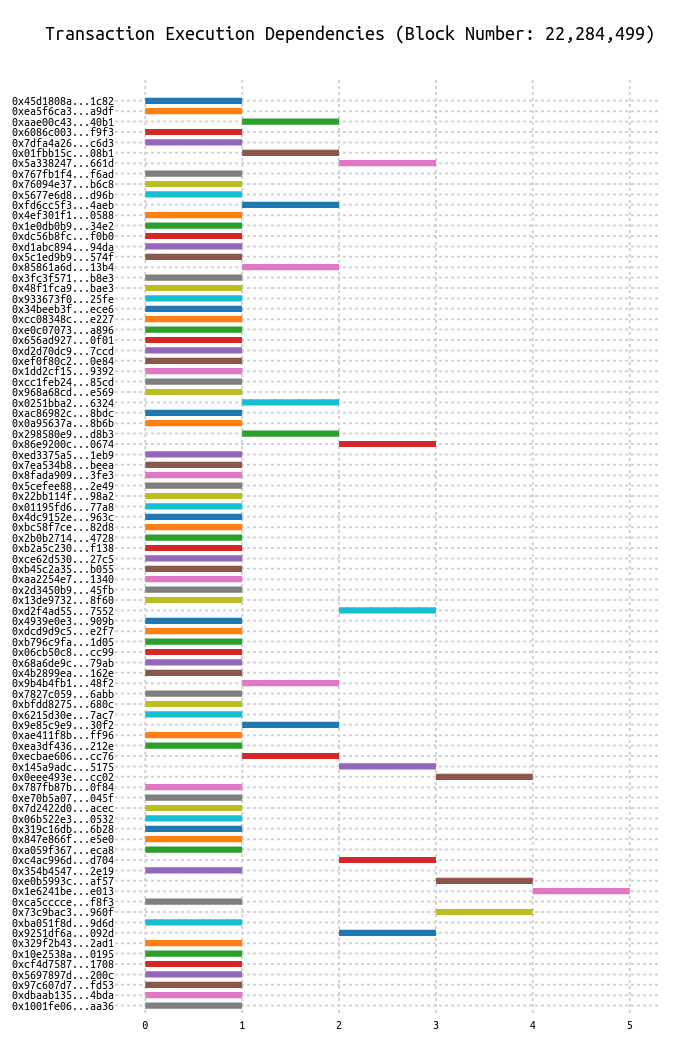 Transaction Execution Dependencies (Block Number: 22,284,499)
0x45d1808a...1c82
0xea5f6ca3...a9df
0xaae00c43...40b1
0x6086c003...f9f3
0x7dfa4a26...c6d3
0x01fbb15c...08b1
0x5a338247...661d
0x767fb1f4...f6ad
0x76094e37...b6c8
0x5677e6d8...d96b
0xfd6cc5f3...4aeb
0x4ef301f1...0588
0x1e0db0b9...34e2
0xdc56b8fc...f0b0
0xd1abc894...94da
0x5c1ed9b9...574f
0x85861a6d...13b4
0x3fc3f571...b8e3
0x48f1fca9...bae3
0x933673f0...25fe
0x34beeb3f...ece6
0xcc08348c...e227
0xe0c07073...a896
0x656ad927...0f01
0xd2d70dc9...7ccd
0xef0f80c2...0e84
0x1dd2cf15...9392
0xcc1feb24...85cd
0x968a68cd...e569
0x0251bba2...6324
0xac86982c...8bdc
0x0a95637a...8b6b
0x298580e9...d8b3
0x86e9200c...0674
0xed3375a5...1eb9
0x7ea534b8...beea
0x8fada909...3fe3
0x5cefee88...2e49
0x22bb114f...98a2
0x01195fd6...77a8
0x4dc9152e...963c
0xbc58f7ce...82d8
0x2b0b2714...4728
0xb2a5c230...f138
0xce62d530...27c5
0xb45c2a35...b055
0xaa2254e7...1340
0x2d3450b9...45fb
0x13de9732...8f60
0xd2f4ad55...7552
0x4939e0e3...909b
0xdcd9d9c5...e2f7
0xb796c9fa...1d05
0x06cb50c8...cc99
0x68a6de9c...79ab
0x4b2899ea...162e
0x9b4b4fb1...48f2
0x7827c059...6abb
0xbfdd8275...680c
0x6215d30e...7ac7
0x9e85c9e9...30f2
0xae411f8b...ff96
0xea3df436...212e
0xecbae606...cc76
0x145a9adc...5175
0x0eee493e...cc02
0x787fb87b...0f84
0xe70b5a07...045f
0x7d2422d0...acec
0x06b522e3...0532
0x319c16db...6b28
0x847e866f...e5e0
0xa059f367...eca8
0xc4ac996d...d704
0x354b4547...2e19
0xe0b5993c...af57
0x1e6241be...e013
0xca5cccce...f8f3
0x73c9bac3...960f
0xba051f8d...9d6d
0x9251df6a...092d
0x329f2b43...2ad1
0x10e2538a...0195
0xcf4d7587...1708
0x5697897d...200c
0x97c607d7...fd53
0xdbaab135...4bda
0x1001fe06...aa36
0 1 2 3 4 5